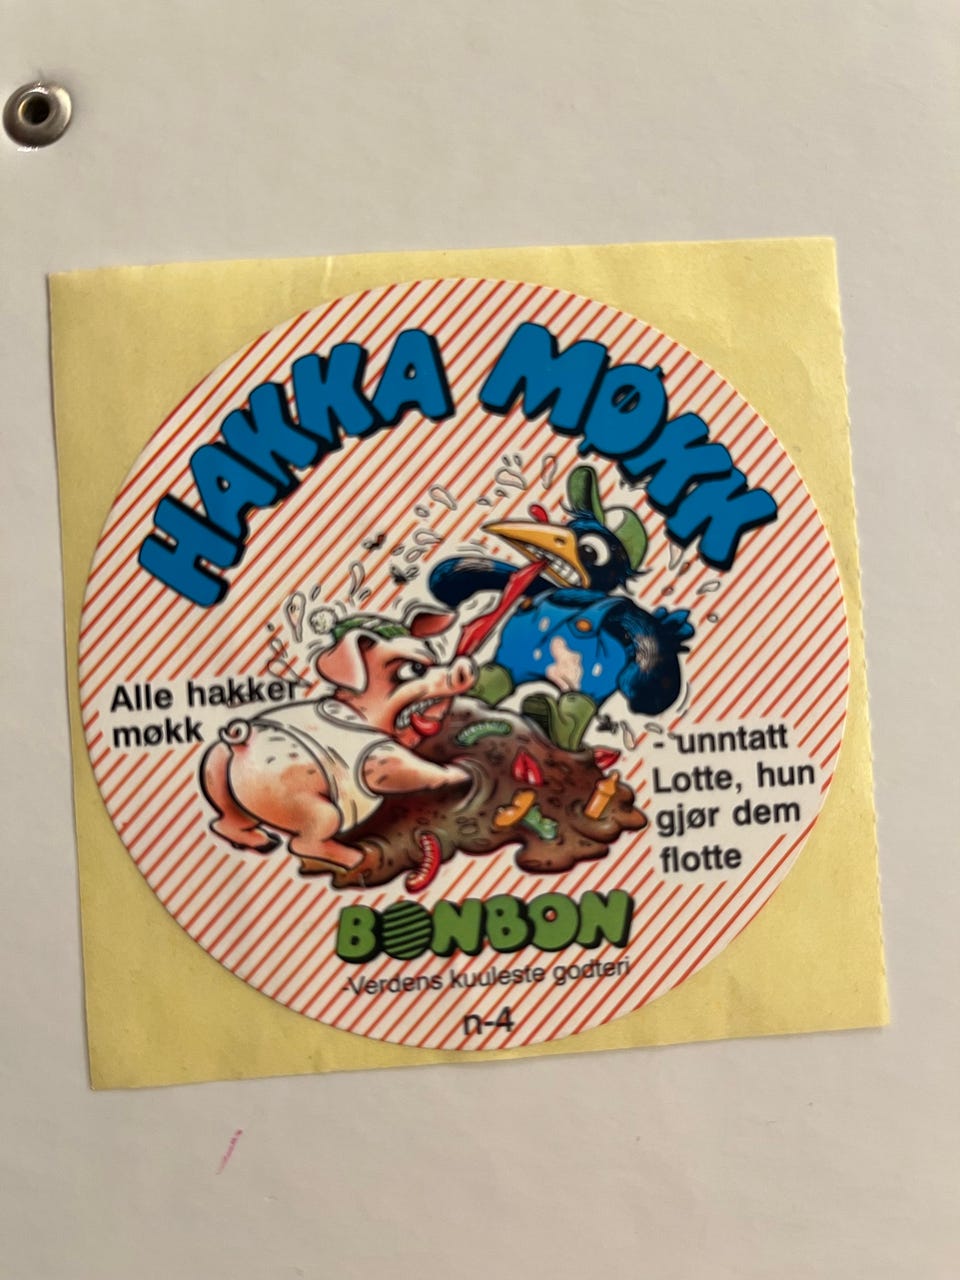 HAKKA MØKK
Alle hakker
møkk
- unntatt
Lotte, hun
gjør dem
flotte
BONBON
-Verdens kuuleste godteri
n-4